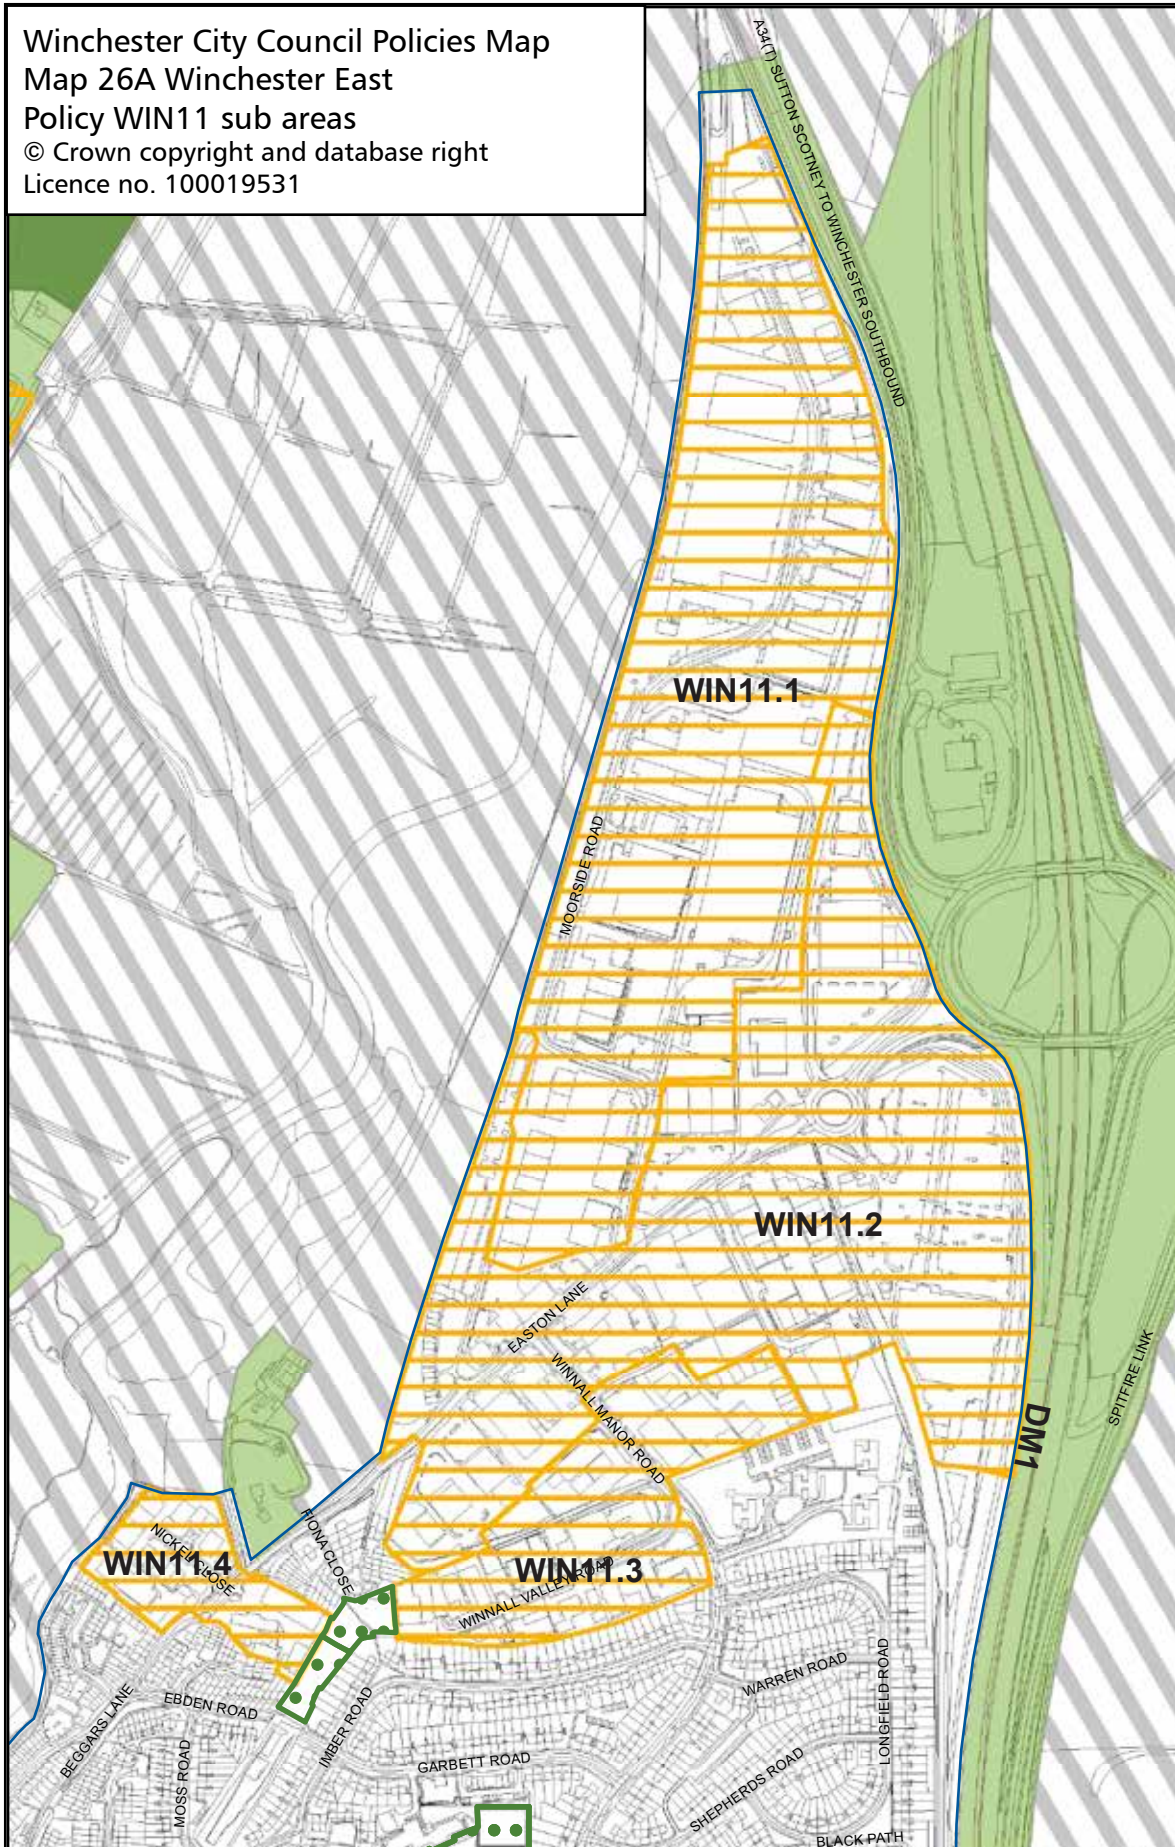 Winchester City Council Policies Map
Map 26A Winchester East
Policy WIN11 sub areas
© Crown copyright and database right
Licence no. 100019531
A34(T) SUTTON SCOTNEY TO WINCHESTER SOUTHBOUND
WIN11.1
MOORSIDE ROAD
WIN11.2
EASTON LANE
WINNALL MANOR ROAD
SPITFIRE LINK
DM1
FIONA CLOSE
NICKEL CLOSE
WIN11.4
WIN11.3
WINNALL VALLEY ROAD
WARREN ROAD
LONGFIELD ROAD
BEGGARS LANE
EBDEN ROAD
IMBER ROAD
MOSS ROAD
GARBETT ROAD
SHEPHERDS ROAD
BLACK PATH